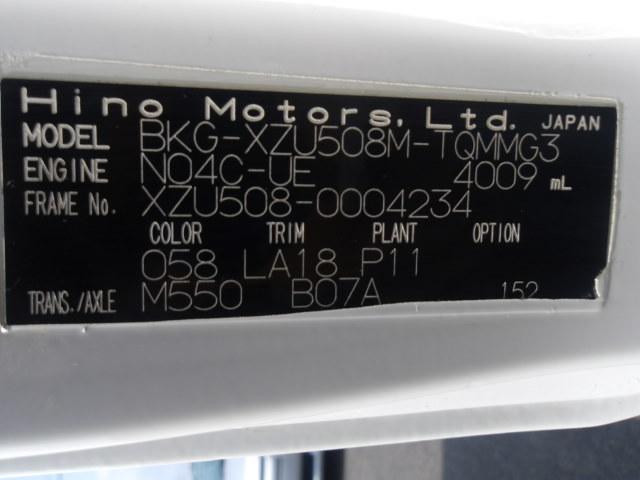 Hino Motors, Ltd. JAPAN
MODEL BKG-XZU508M-TQMMG3
ENGINE N04C-UE 4009 mL
FRAME No. XZU508-0004234
COLOR TRIM PLANT OPTION
058 LA18 P11
TRANS./AXLE M550 B07A 152